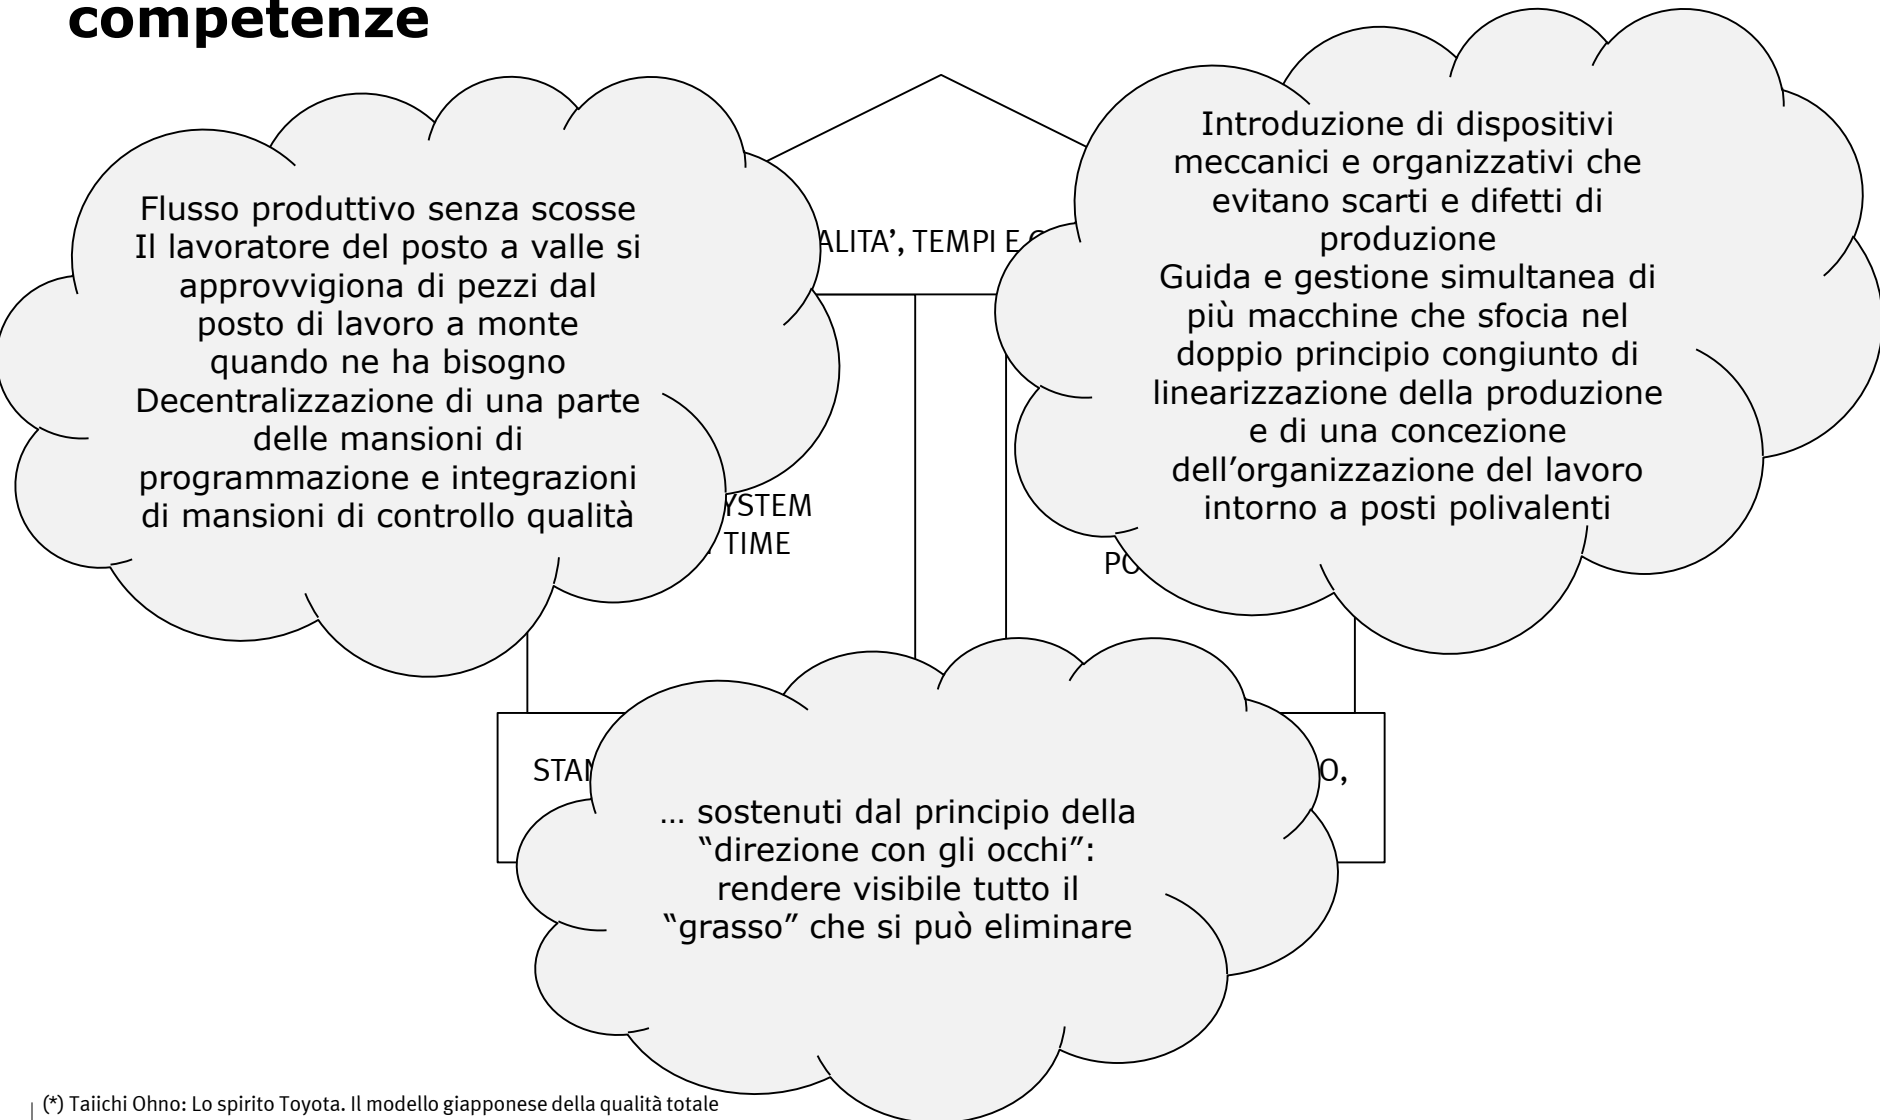 competenze
Flusso produttivo senza scosse
Il lavoratore del posto a valle si
approvvigiona di pezzi dal
posto di lavoro a monte
quando ne ha bisogno
Decentralizzazione di una parte
delle mansioni di
programmazione e integrazioni
di mansioni di controllo qualità
Introduzione di dispositivi
meccanici e organizzativi che
evitano scarti e difetti di
produzione
Guida e gestione simultanea di
più macchine che sfocia nel
doppio principio congiunto di
linearizzazione della produzione
e di una concezione
dell’organizzazione del lavoro
intorno a posti polivalenti
ALITA’, TEMPI E
YSTEM
TIME
PO
STAN
O,
… sostenuti dal principio della
“direzione con gli occhi”:
rendere visibile tutto il
“grasso” che si può eliminare
(*) Taiichi Ohno: Lo spirito Toyota. Il modello giapponese della qualità totale